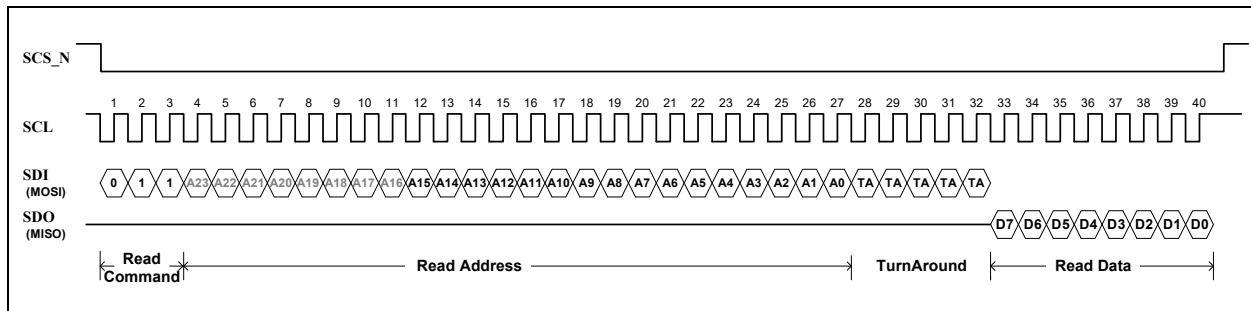 SCS_N
1 2 3 4 5 6 7 8 9 10 11 12 13 14 15 16 17 18 19 20 21 22 23 24 25 26 27 28 29 30 31 32 33 34 35 36 37 38 39 40
SCL
SDI
(MOSI)
0 1 1 A23 A22 A21 A20 A19 A18 A17 A16 A15 A14 A13 A12 A11 A10 A9 A8 A7 A6 A5 A4 A3 A2 A1 A0 TA TA TA TA TA
SDO
(MISO)
D7 D6 D5 D4 D3 D2 D1 D0
Read
Command
Read Address
TurnAround
Read Data